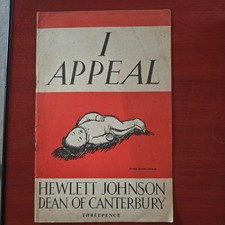 I
APPEAL
HEWLETT JOHNSON
DEAN OF CANTERBURY
THREEPENCE